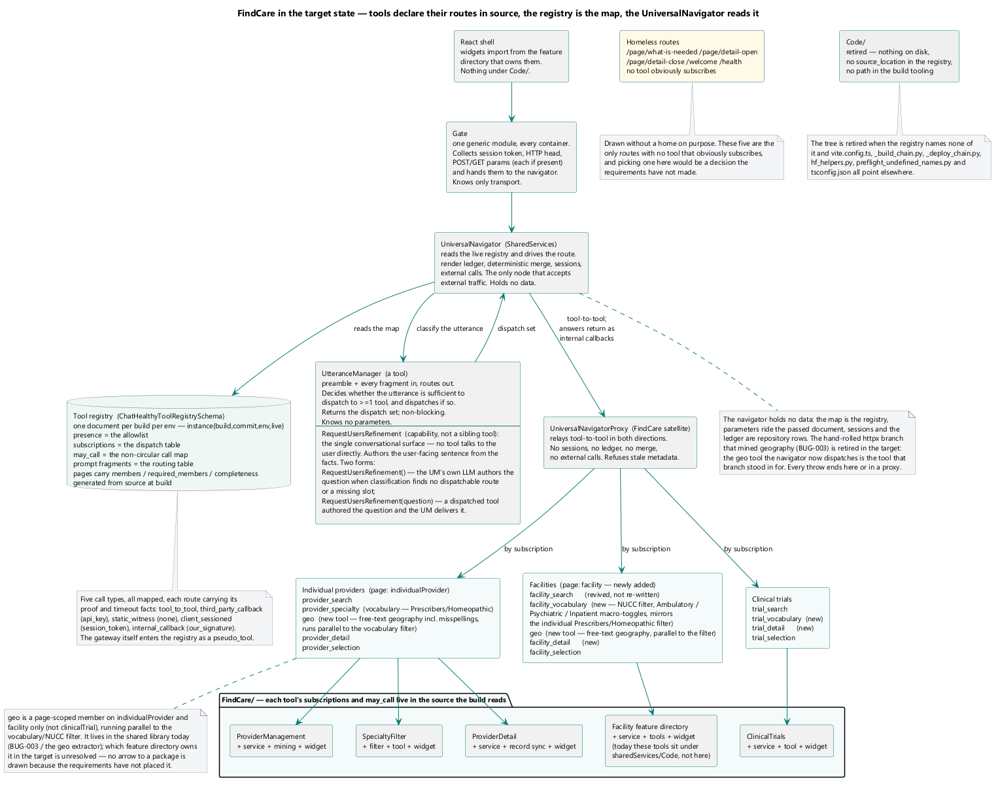 FindCare in the target state — tools declare their routes in source, the registry is the map, the UniversalNavigator reads it
React shell
widgets import from the feature
directory that owns them.
Nothing under Code/.
Homeless routes
/page/what-is-needed /page/detail-open
/page/detail-close /welcome /health
no tool obviously subscribes
Code/
retired — nothing on disk,
no source_location in the registry,
no path in the build tooling
Gate
one generic module, every container.
Collects session token, HTTP head,
POST/GET params (each if present)
and hands them to the navigator.
Knows only transport.
Drawn without a home on purpose. These five are the
only routes with no tool that obviously subscribes,
and picking one here would be a decision the
requirements have not made.
The tree is retired when the registry names none of
it and vite.config.ts, _build_chain.py, _deploy_chain.py,
hf_helpers.py, preflight_undefined_names.py and
tsconfig.json all point elsewhere.
UniversalNavigator  (SharedServices)
reads the live registry and drives the route.
render ledger, deterministic merge, sessions,
external calls. The only node that accepts
external traffic. Holds no data.
reads the map
classify the utterance
dispatch set
tool-to-tool;
answers return as
internal callbacks
Tool registry  (ChatHealthyToolRegistrySchema)
one document per build per env — instance{build,commit,env,live}
presence = the allowlist
subscriptions = the dispatch table
may_call = the non-circular call map
prompt fragments = the routing table
pages carry members / required_members / completeness
generated from source at build
UtteranceManager  (a tool)
preamble + every fragment in, routes out.
Decides whether the utterance is sufficient to
dispatch to >=1 tool, and dispatches if so.
Returns the dispatch set; non-blocking.
Knows no parameters.
RequestUsersRefinement  (capability, not a sibling tool):
the single conversational surface — no tool talks to the
user directly. Authors the user-facing sentence from the
facts. Two forms:
RequestUsersRefinement() — the UM's own LLM authors the
question when classification finds no dispatchable route
or a missing slot;
RequestUsersRefinement(question) — a dispatched tool
authored the question and the UM delivers it.
UniversalNavigatorProxy  (FindCare satellite)
relays tool-to-tool in both directions.
No sessions, no ledger, no merge,
no external calls. Refuses stale metadata.
The navigator holds no data: the map is the registry,
parameters ride the passed document, sessions and the
ledger are repository rows. The hand-rolled httpx branch
that mined geography (BUG-003) is retired in the target:
the geo tool the navigator now dispatches is the tool that
branch stood in for. Every throw ends here or in a proxy.
by subscription
by subscription
by subscription
Five call types, all mapped, each route carrying its
proof and timeout facts: tool_to_tool, third_party_callback
(api_key), static_witness (none), client_sessioned
(session_token), internal_callback (our_signature).
The gateway itself enters the registry as a pseudo_tool.
Individual providers  (page: individualProvider)
provider_search
provider_specialty  (vocabulary — Prescribers/Homeopathic)
geo  (new tool — free-text geography incl. misspellings,
runs parallel to the vocabulary filter)
provider_detail
provider_selection
Facilities  (page: facility — newly added)
facility_search      (revived, not re-written)
facility_vocabulary  (new — NUCC filter, Ambulatory /
Psychiatric / Inpatient macro-toggles, mirrors
the individual Prescribers/Homeopathic filter)
geo  (new tool — free-text geography, parallel to the filter)
facility_detail      (new)
facility_selection
Clinical trials
trial_search
trial_vocabulary  (new)
trial_detail      (new)
trial_selection
geo is a page-scoped member on individualProvider and
facility only (not clinicalTrial), running parallel to the
vocabulary/NUCC filter. It lives in the shared library today
(BUG-003 / the geo extractor); which feature directory owns
it in the target is unresolved — no arrow to a package is
drawn because the requirements have not placed it.
FindCare/ — each tool's subscriptions and may_call live in the source the build reads
ProviderManagement
+ service + mining + widget
SpecialtyFilter
+ filter + tool + widget
ProviderDetail
+ service + record sync + widget
Facility feature directory
+ service + tools + widget
(today these tools sit under
sharedServices/Code, not here)
ClinicalTrials
+ service + tool + widget